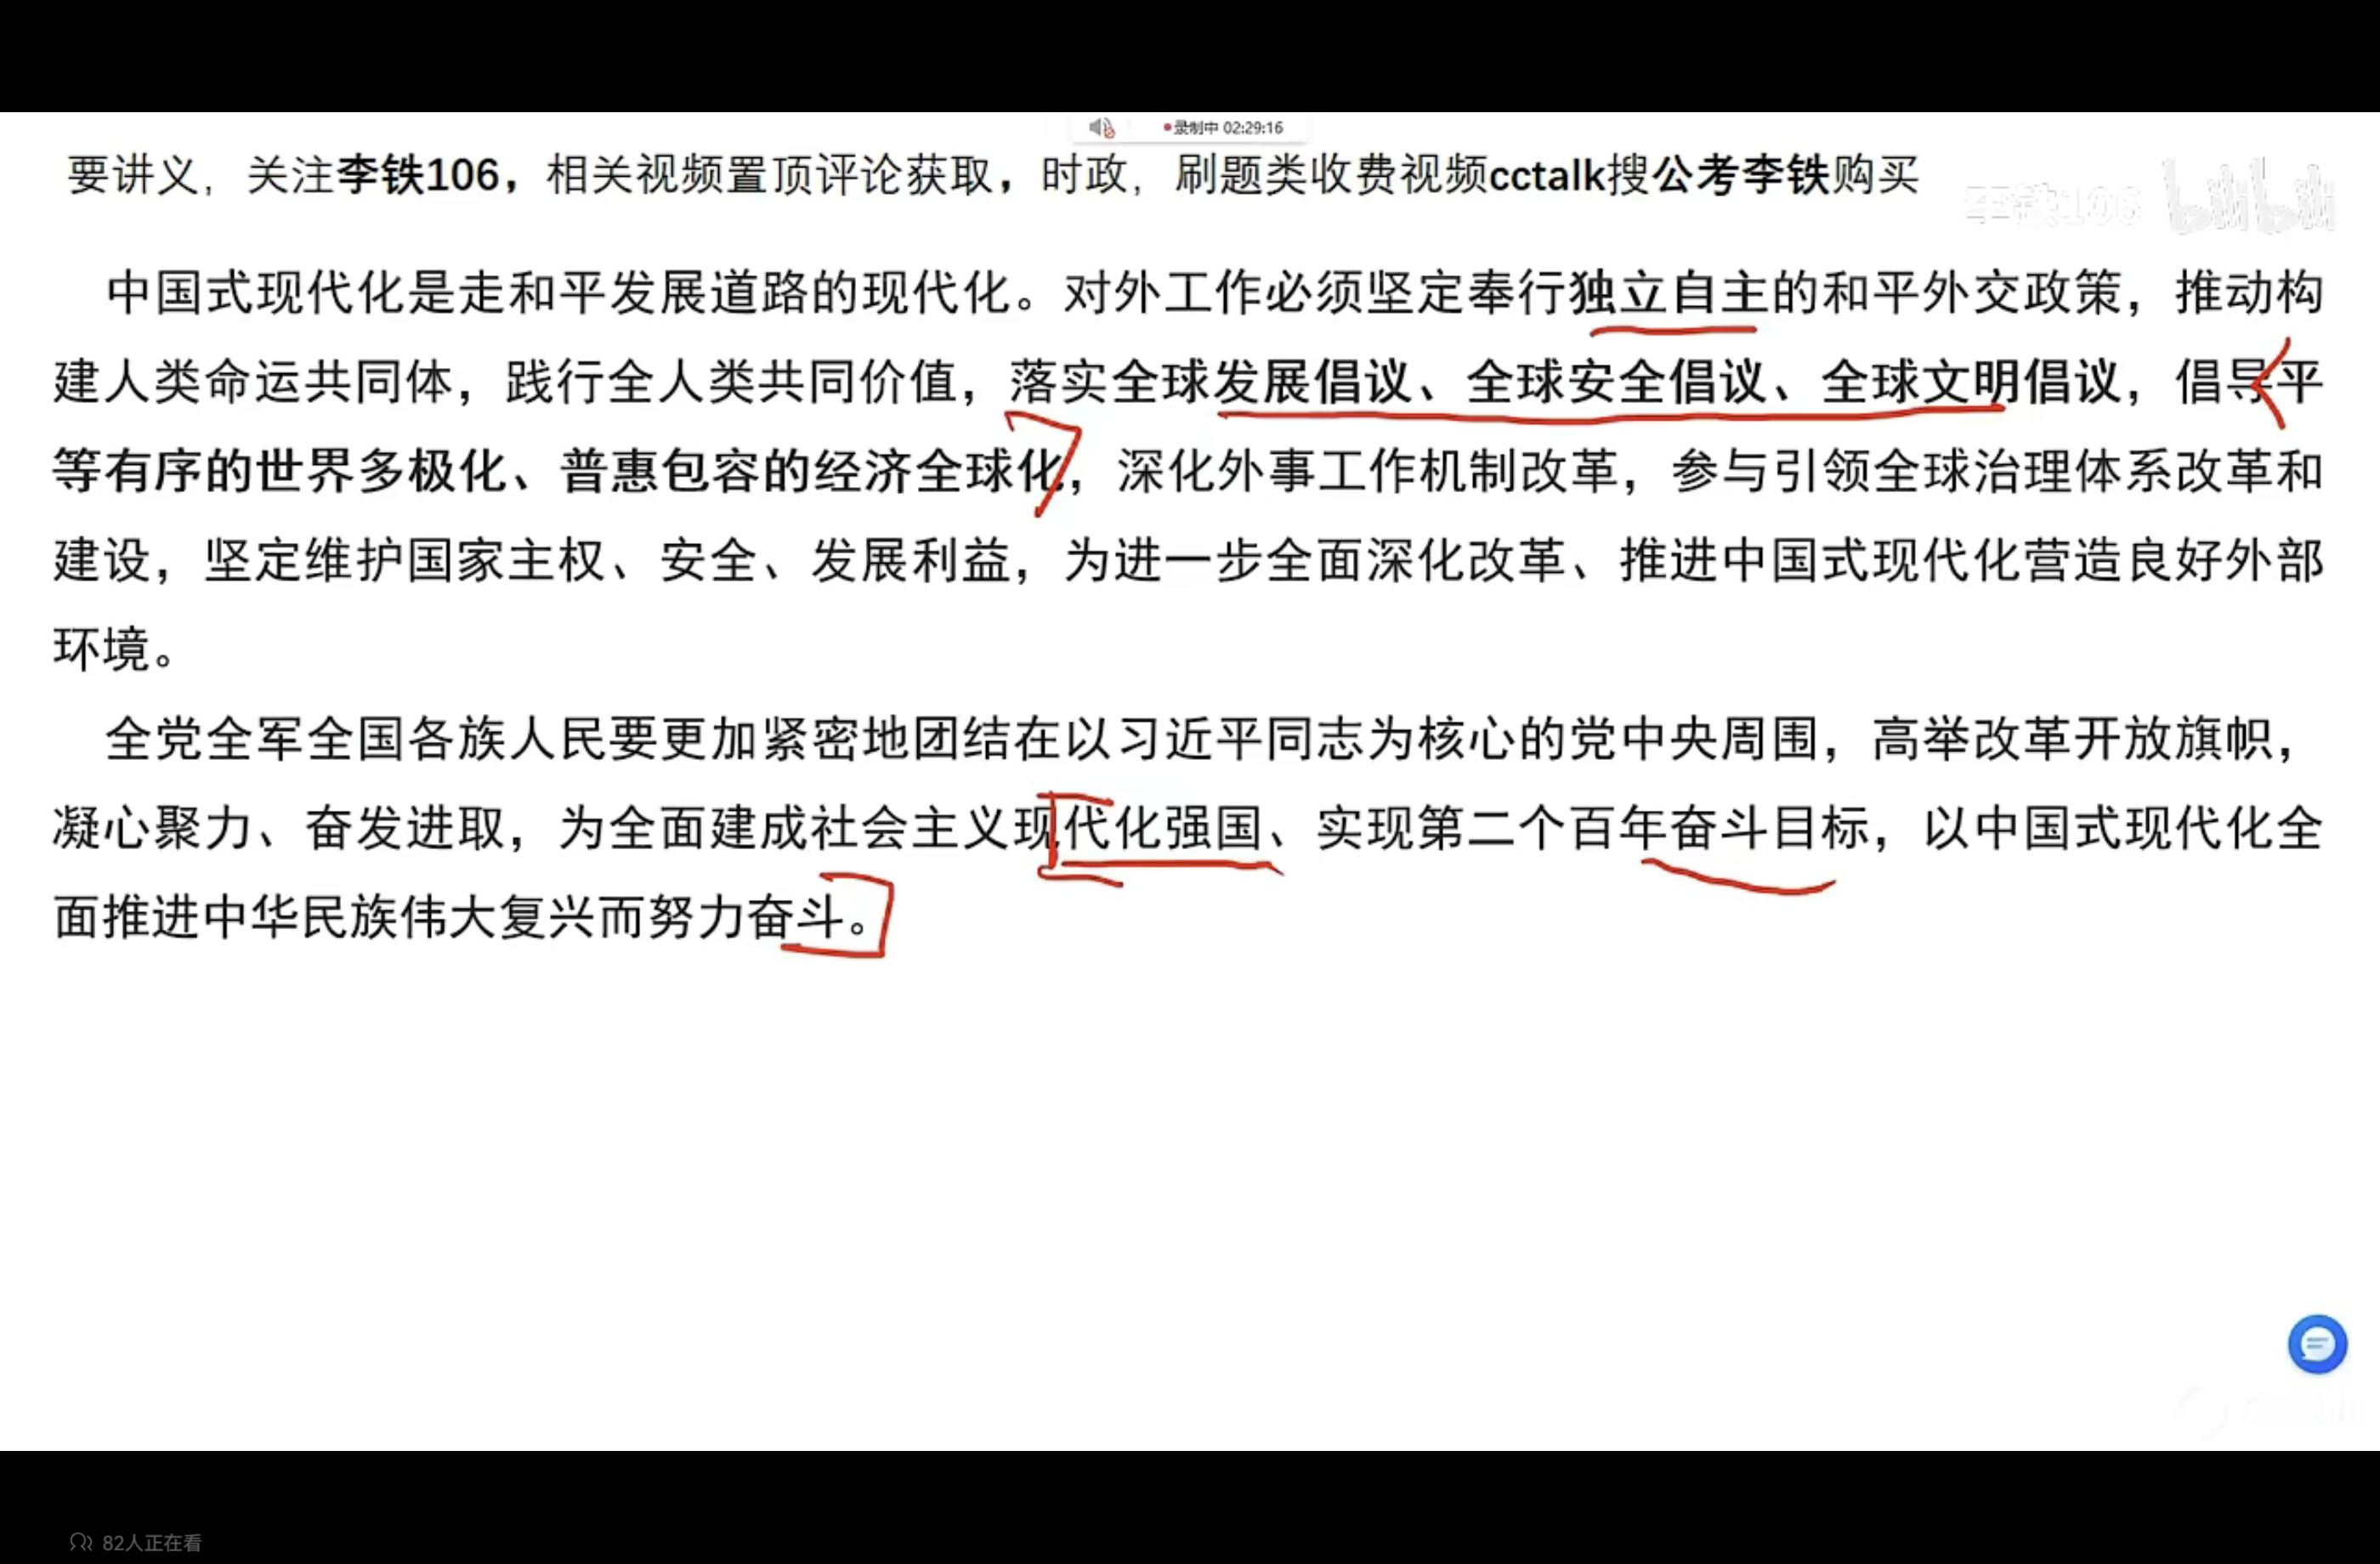 录制中 02:29:16
要讲义，关注李铁106，相关视频置顶评论获取，时政，刷题类收费视频cctalk搜公考李铁购买
李铁106 bilibili
中国式现代化是走和平发展道路的现代化。对外工作必须坚定奉行独立自主的和平外交政策，推动构
建人类命运共同体，践行全人类共同价值，落实全球发展倡议、全球安全倡议、全球文明倡议，倡导平
等有序的世界多极化、普惠包容的经济全球化，深化外事工作机制改革，参与引领全球治理体系改革和
建设，坚定维护国家主权、安全、发展利益，为进一步全面深化改革、推进中国式现代化营造良好外部
环境。
全党全军全国各族人民要更加紧密地团结在以习近平同志为核心的党中央周围，高举改革开放旗帜，
凝心聚力、奋发进取，为全面建成社会主义现代化强国、实现第二个百年奋斗目标，以中国式现代化全
面推进中华民族伟大复兴而努力奋斗。
82人正在看